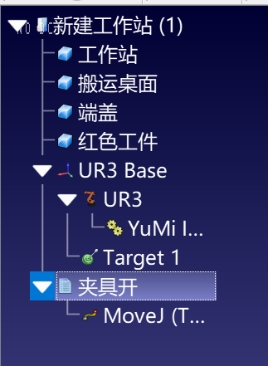 新建工作站 (1)
工作站
搬运桌面
端盖
红色工件
UR3 Base
UR3
YuMi I...
Target 1
夹具开
MoveJ (T...